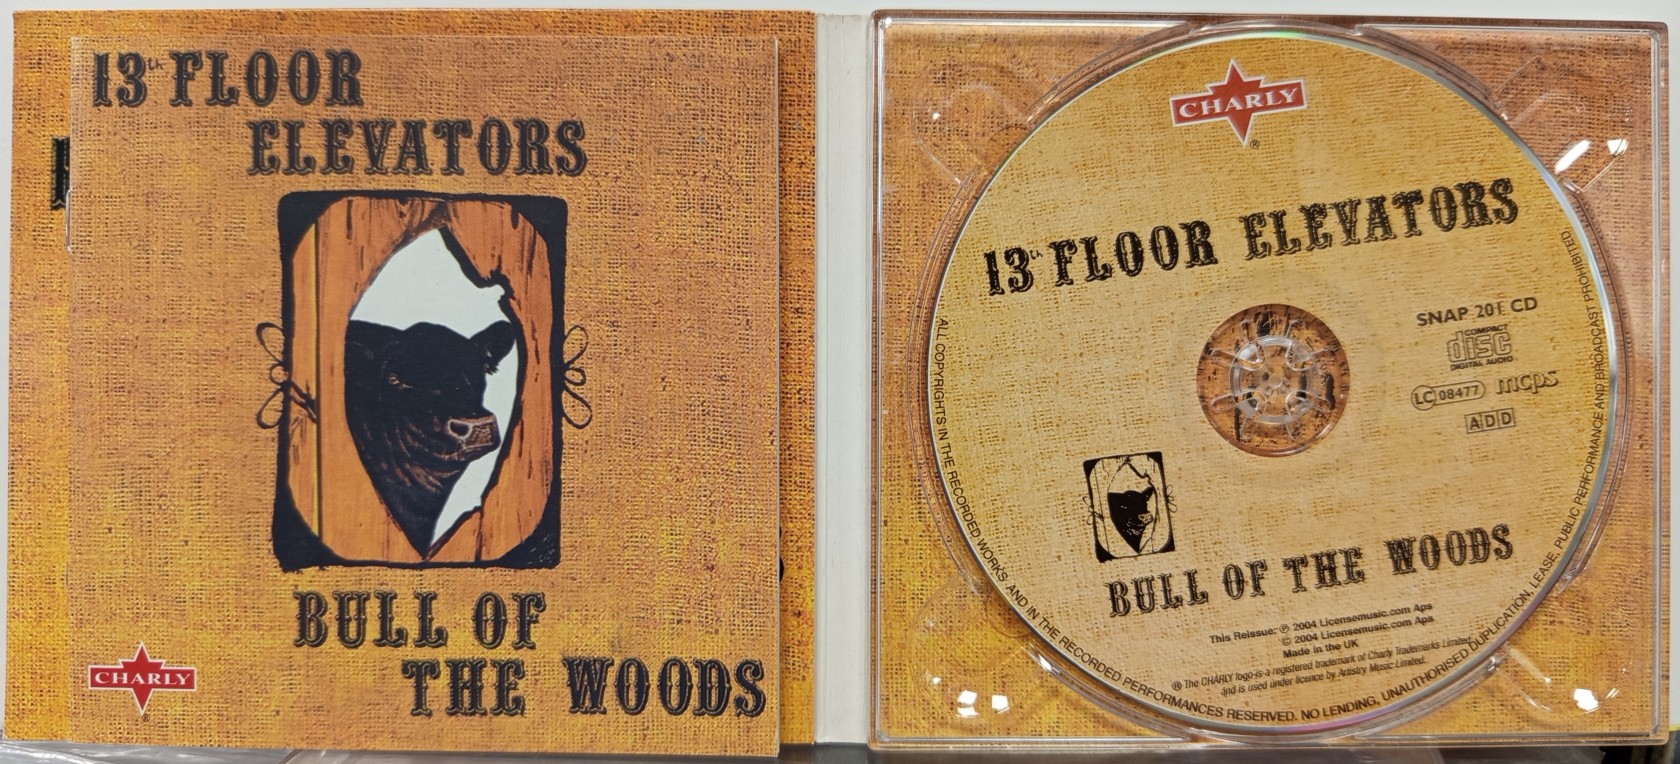 13th FLOOR
ELEVATORS
BULL OF
THE WOODS
CHARLY
®
CHARLY
®
13th FLOOR ELEVATORS
SNAP 201 CD
COMPACT
disc
DIGITAL AUDIO
LC 08477 mcps
ADD
BULL OF THE WOODS
This Reissue: ℗ 2004 Licensemusic.com Aps
© 2004 Licensemusic.com Aps
Made in the UK
® The CHARLY logo is a registered trademark of Charly Trademarks Limited
and is used under licence by Artistry Music Limited.
ALL COPYRIGHTS IN THE RECORDED WORKS, AND IN THE RECORDED PERFORMANCES RESERVED. NO LENDING, UNAUTHORISED DUPLICATION, LEASE, PUBLIC PERFORMANCE AND BROADCAST PROHIBITED